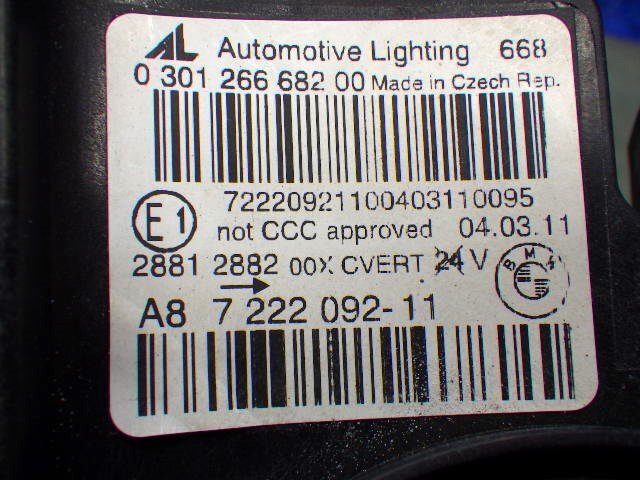 AL Automotive Lighting 668
0 301 266 682 00 Made in Czech Rep.
72220921100403110095
E1 not CCC approved 04.03.11
2881 2882 00X CVERT 24 V
BMW G
A8 7 222 092-11